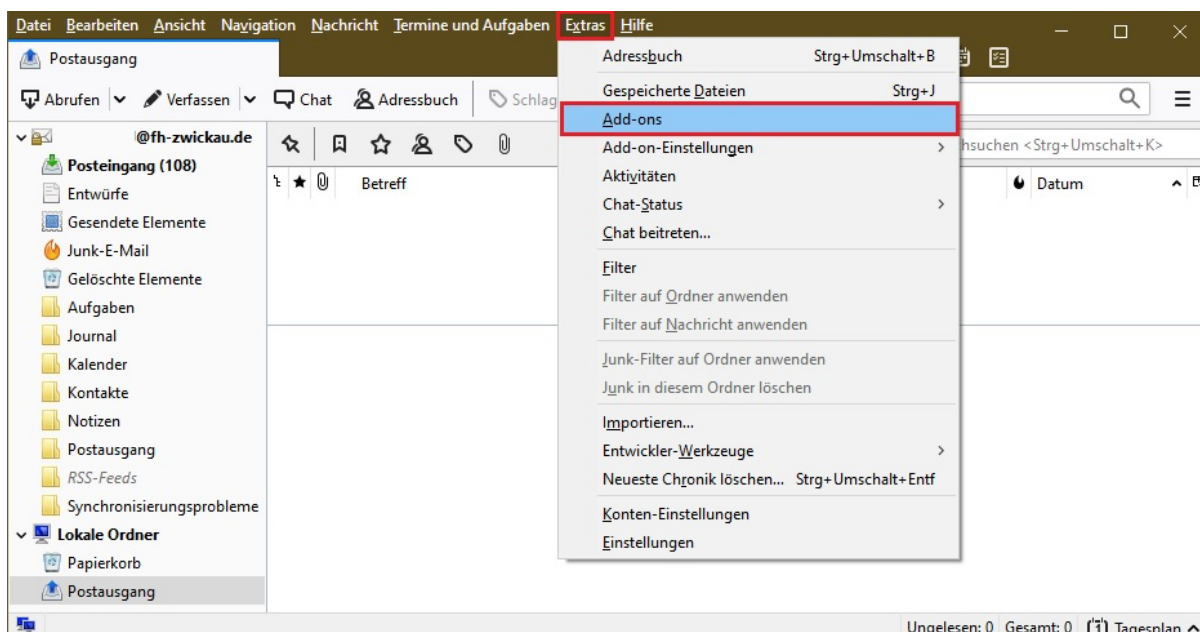 Datei Bearbeiten Ansicht Navigation Nachricht Termine und Aufgaben Extras Hilfe
Postausgang
Abrufen Verfassen Chat Adressbuch Schlag
@fh-zwickau.de
Posteingang (108)
Entwürfe
Gesendete Elemente
Junk-E-Mail
Gelöschte Elemente
Aufgaben
Journal
Kalender
Kontakte
Notizen
Postausgang
RSS-Feeds
Synchronisierungsprobleme
Lokale Ordner
Papierkorb
Postausgang
Betreff
Adressbuch Strg+Umschalt+B
Gespeicherte Dateien Strg+J
Add-ons
Add-on-Einstellungen
Aktivitäten
Chat-Status
Chat beitreten...
Filter
Filter auf Ordner anwenden
Filter auf Nachricht anwenden
Junk-Filter auf Ordner anwenden
Junk in diesem Ordner löschen
Importieren...
Entwickler-Werkzeuge
Neueste Chronik löschen... Strg+Umschalt+Entf
Konten-Einstellungen
Einstellungen
hsuchen <Strg+Umschalt+K>
Datum
Ungelesen: 0 Gesamt: 0 Tagesplan